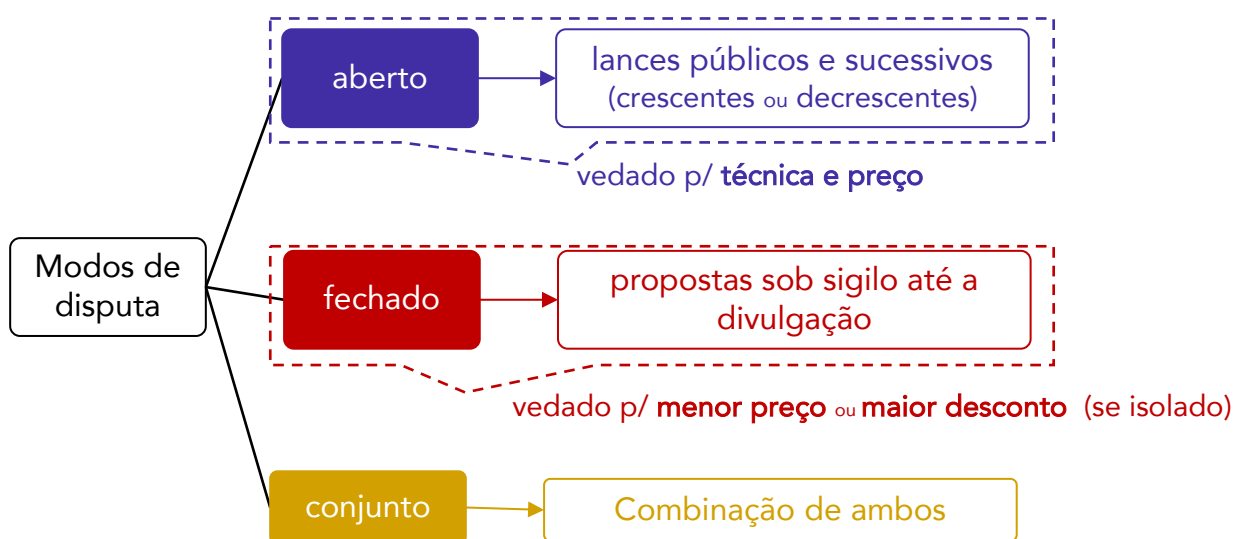 aberto
lances públicos e sucessivos
(crescentes ou decrescentes)
vedado p/ técnica e preço
Modos de
disputa
fechado
propostas sob sigilo até a
divulgação
vedado p/ menor preço ou maior desconto (se isolado)
conjunto
Combinação de ambos